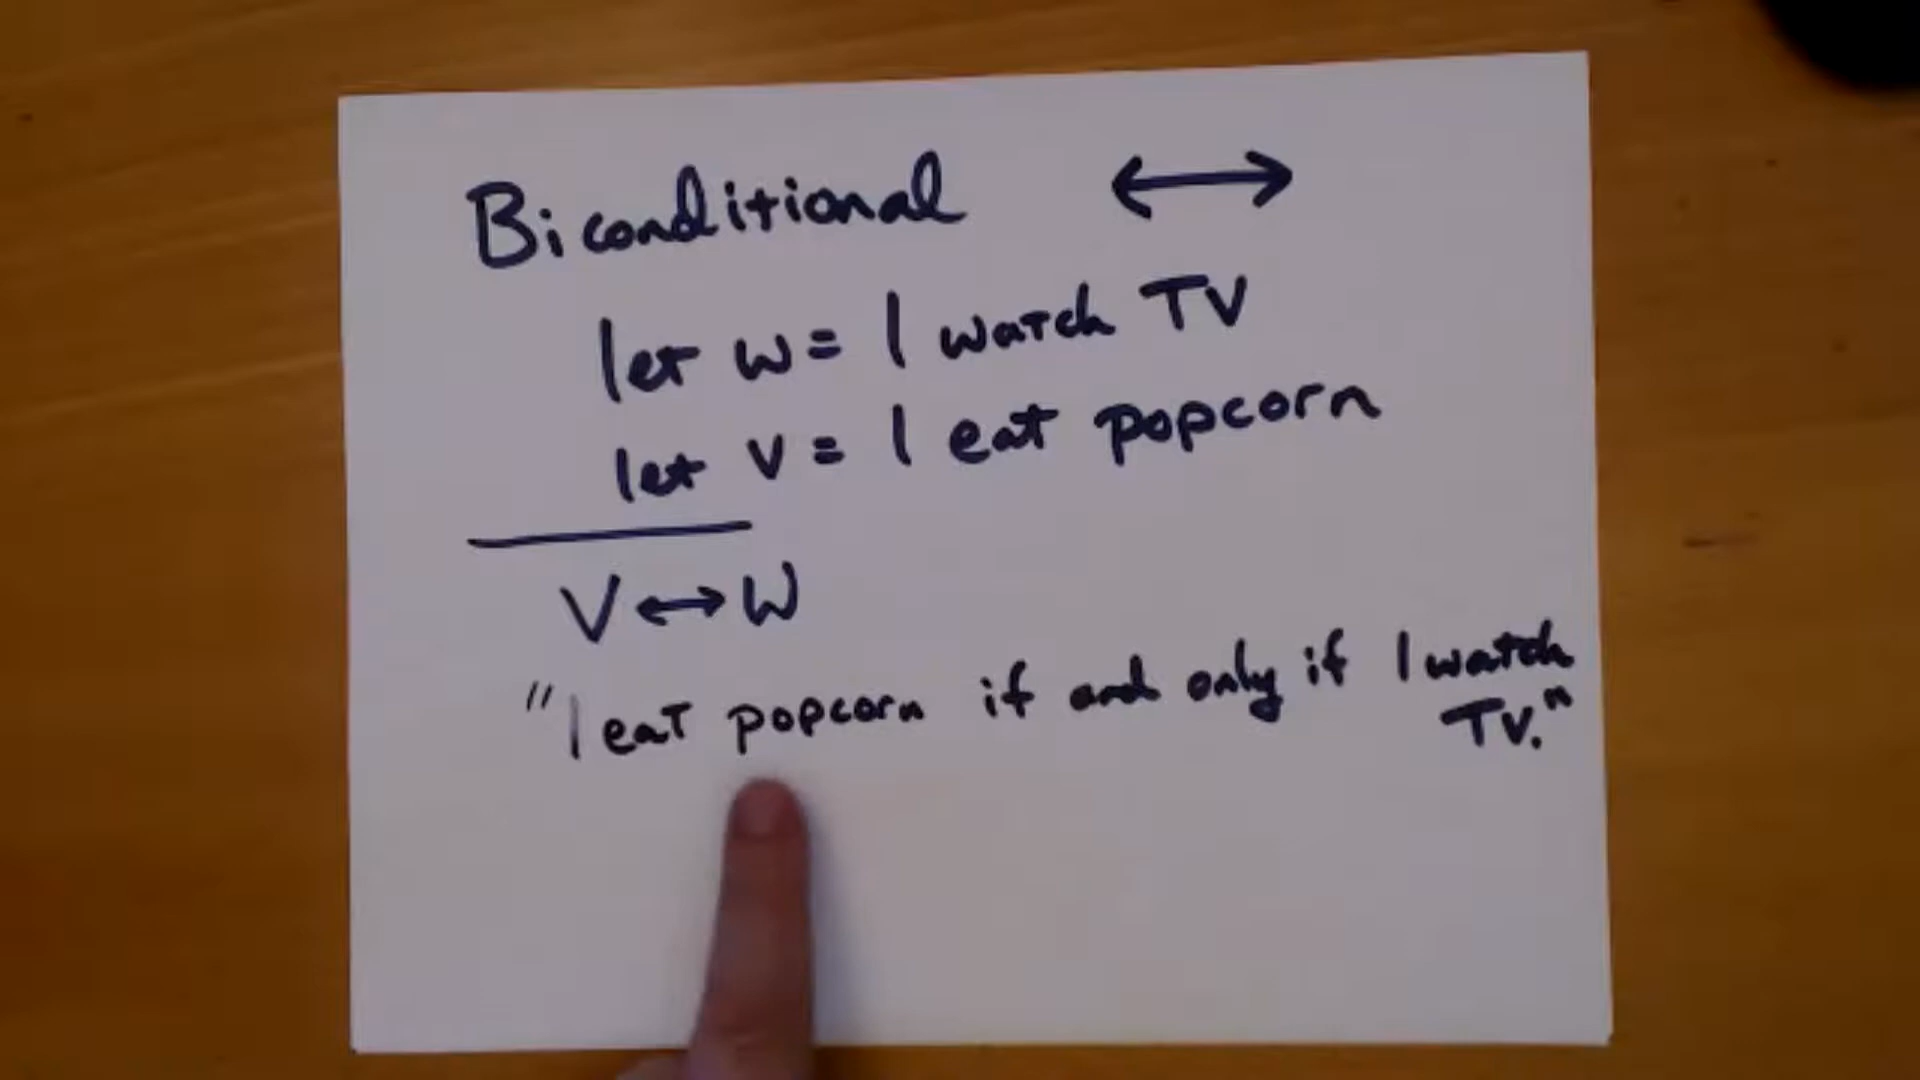 Biconditional ↔
let w = I watch TV
let v = I eat popcorn
V ↔ W
"I eat popcorn if and only if I watch
TV."